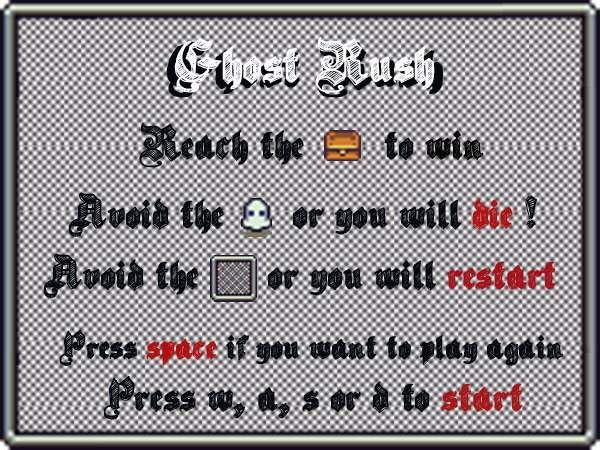 Ghost Rush
Reach the to win
Avoid the or you will die !
Avoid the or you will restart
Press space if you want to play again
Press w, a, s or d to start